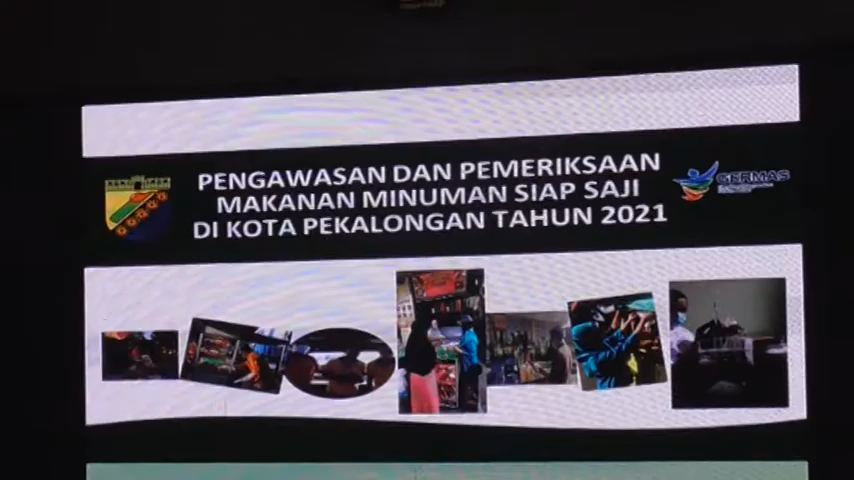 PENGAWASAN DAN PEMERIKSAAN
MAKANAN MINUMAN SIAP SAJI
DI KOTA PEKALONGAN TAHUN 2021
GERMAS